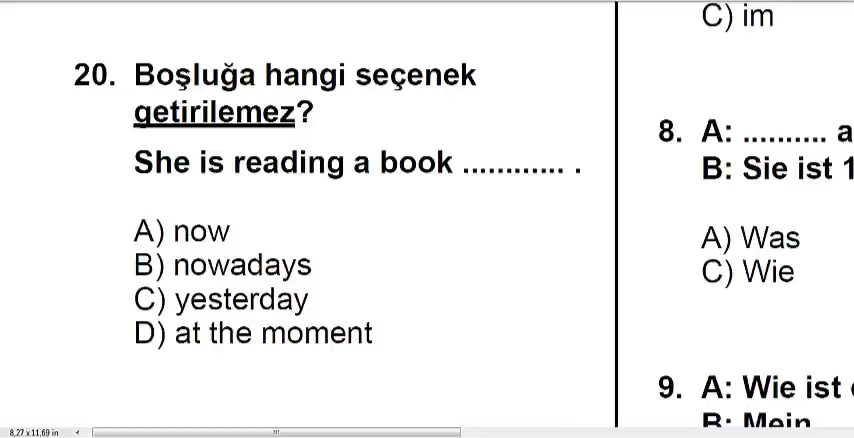 20. Boşluğa hangi seçenek
getirilemez?
She is reading a book ............. .
A) now
B) nowadays
C) yesterday
D) at the moment
C) im
8. A: .......... a
B: Sie ist 1
A) Was
C) Wie
9. A: Wie ist
B: Mein
8,27 x 11,69 in